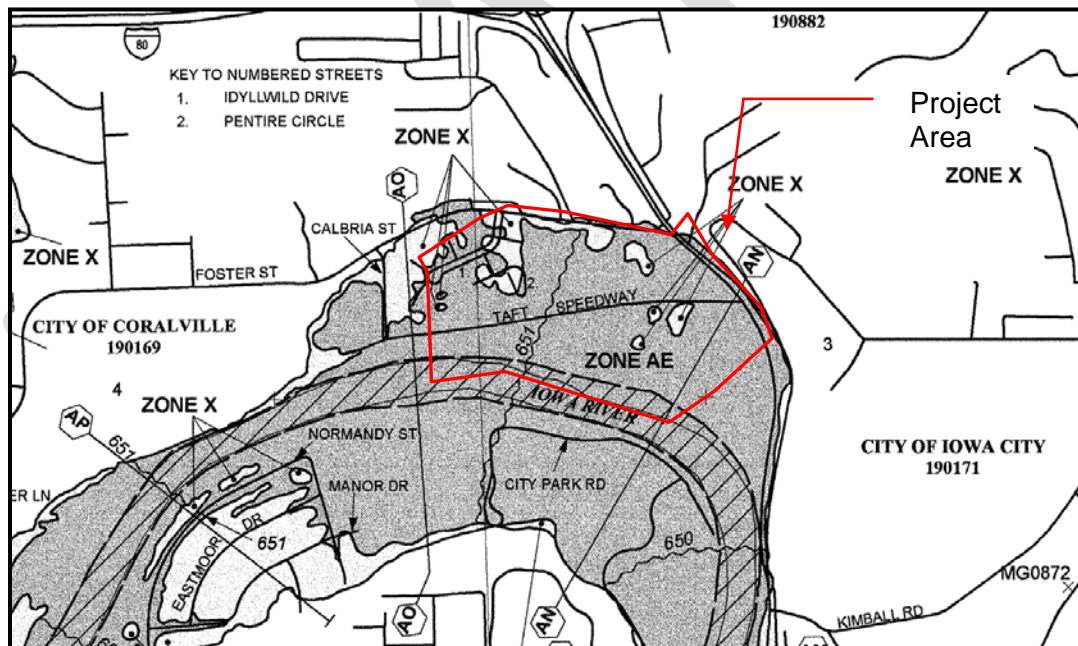 190882
80
KEY TO NUMBERED STREETS
1. IDYLLWILD DRIVE
2. PENTIRE CIRCLE
Project
Area
ZONE X
AO
ZONE X
ZONE X
CALBRIA ST
ZONE X
FOSTER ST
AN
1.
2
TAFT SPEEDWAY
CITY OF CORALVILLE
190169
651
ZONE AE
3
4
ZONE X
IOWA RIVER
AP
651
NORMANDY ST
CITY OF IOWA CITY
190171
ER LN
MANOR DR
CITY PARK RD
651
EASTMOOR DR
650
MG0872
AO
AN
KIMBALL RD